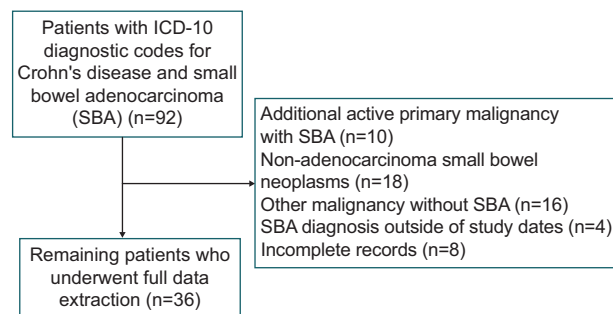 Patients with ICD-10
diagnostic codes for
Crohn's disease and small
bowel adenocarcinoma
(SBA) (n=92)
Additional active primary malignancy
with SBA (n=10)
Non-adenocarcinoma small bowel
neoplasms (n=18)
Other malignancy without SBA (n=16)
SBA diagnosis outside of study dates (n=4)
Incomplete records (n=8)
Remaining patients who
underwent full data
extraction (n=36)